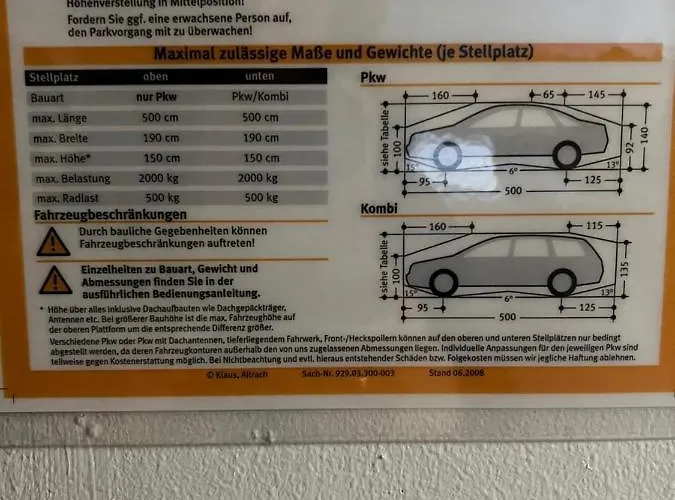 Höhenverstellung in Mittelposition!
Fordern Sie ggf. eine erwachsene Person auf,
den Parkvorgang mit zu überwachen!
Maximal zulässige Maße und Gewichte (je Stellplatz)
Stellplatz oben unten
Bauart nur Pkw Pkw/Kombi
max. Länge 500 cm 500 cm
max. Breite 190 cm 190 cm
max. Höhe* 150 cm 150 cm
max. Belastung 2000 kg 2000 kg
max. Radlast 500 kg 500 kg
Fahrzeugbeschränkungen
Durch bauliche Gegebenheiten können
Fahrzeugbeschränkungen auftreten!
Einzelheiten zu Bauart, Gewicht und
Abmessungen finden Sie in der
ausführlichen Bedienungsanleitung.
Pkw
160 65 145
siehe Tabelle
100
92
140
15° 6° 13°
95 125
500
Kombi
160 115
siehe Tabelle
100
135
15° 6° 13°
95 125
500
* Höhe über alles inklusive Dachaufbauten wie Dachgepäckträger,
Antennen etc. Bei größerer Bauhöhe ist die max. Fahrzeughöhe auf
der oberen Plattform um die entsprechende Differenz größer.
Verschiedene Pkw oder Pkw mit Dachantennen, tieferliegendem Fahrwerk, Front-/Heckspoilern können auf den oberen und unteren Stellplätzen nur bedingt
abgestellt werden, da deren Fahrzeugkonturen außerhalb den von uns zugelassenen Abmessungen liegen. Individuelle Anpassungen für den jeweiligen Pkw sind
teilweise gegen Kostenerstattung möglich. Bei Nichtbeachtung und evtl. hieraus entstehender Schäden bzw. Folgekosten müssen wir jegliche Haftung ablehnen.
© Klaus, Aitrach Sach-Nr. 929.03.300-003 Stand 06.2008